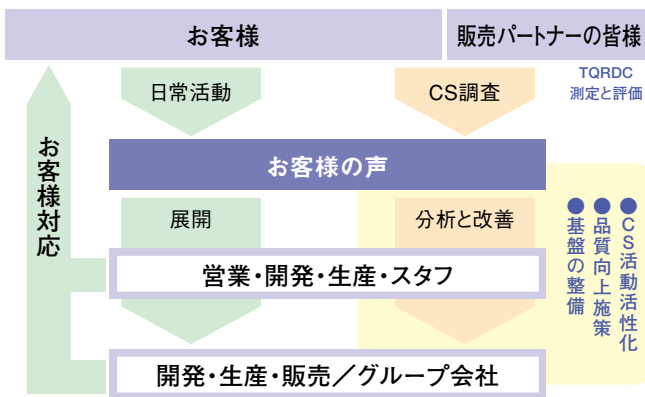 お客様
販売パートナーの皆様
日常活動
CS調査
TQRDC
測定と評価
お客様の声
お客様対応
展開
分析と改善
●CS活動活性化
●品質向上施策
●基盤の整備
営業・開発・生産・スタフ
開発・生産・販売／グループ会社